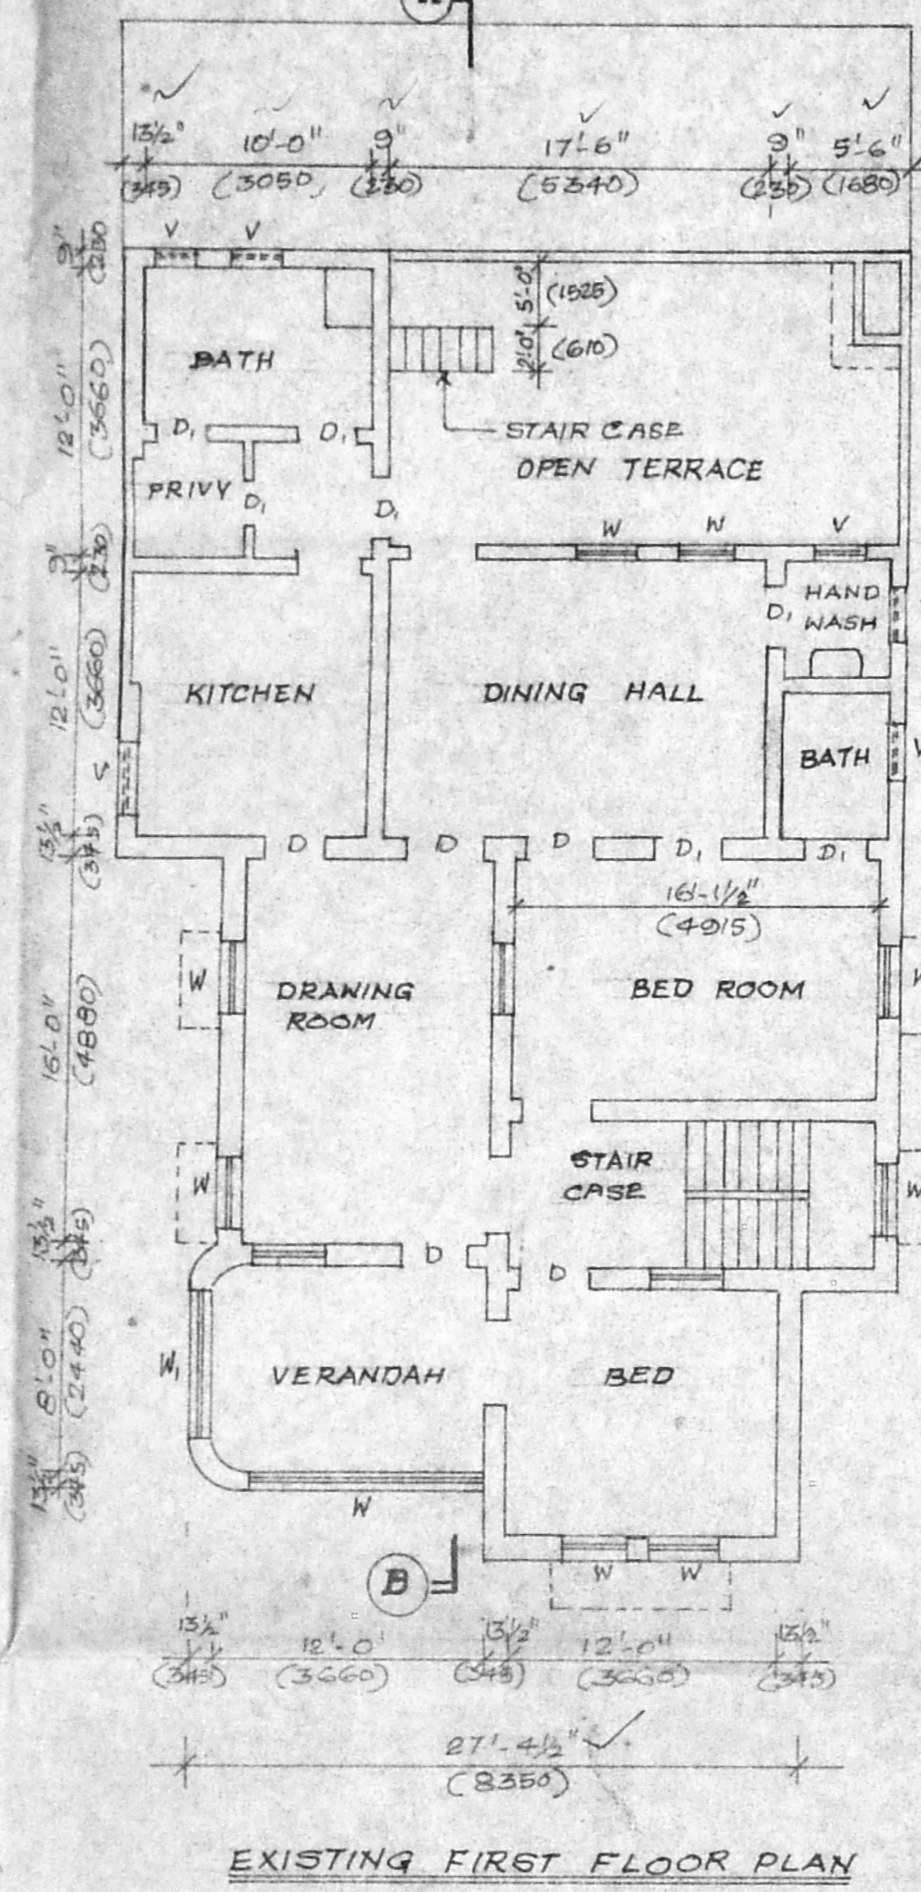 13½" 10'-0" 9" 17'-6" 9" 5'-6"
(345) (3050) (230) (5340) (230) (1680)
V V
9"
(230
5'-0" (1525)
2'-0" (610)
BATH
12'-0"
(3660)
D₁ D₁
STAIR CASE
OPEN TERRACE
PRIVY D₁ D₁
W W V
9"
(230)
HAND
WASH
D₁
12'-0"
(3660)
KITCHEN DINING HALL
BATH V
V
13½"
(345)
D D D D₁ D₁
16'-1½"
(4915)
W DRAWING
ROOM
BED ROOM W
16'-0"
(4880)
W
STAIR
CASE
W
13½"
(345)
D D
W₁ VERANDAH BED
8'-0"
(2440)
13½"
(345)
W
B
W W
13½" 12'-0" 13½" 12'-0" 13½"
(345) (3660) (345) (3660) (345)
27'-4½"
(8350)
EXISTING FIRST FLOOR PLAN